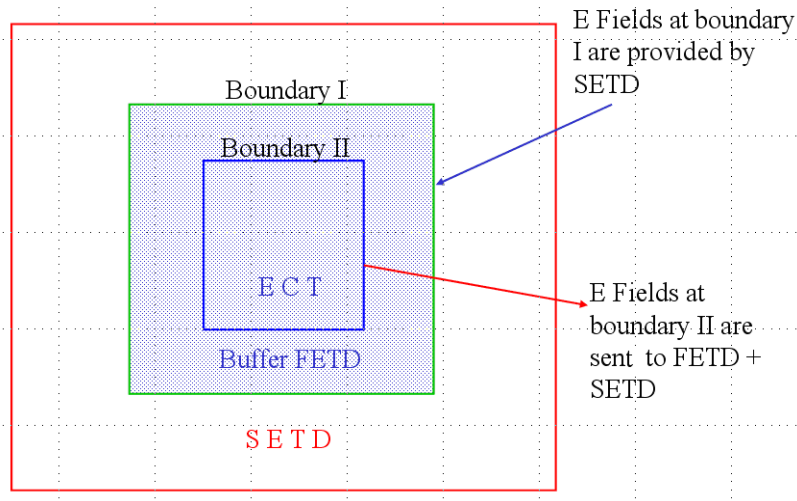 E Fields at boundary
I are provided by
SETD
Boundary I
Boundary II
E C T
E Fields at
boundary II are
sent to FETD +
SETD
Buffer FETD
S E T D